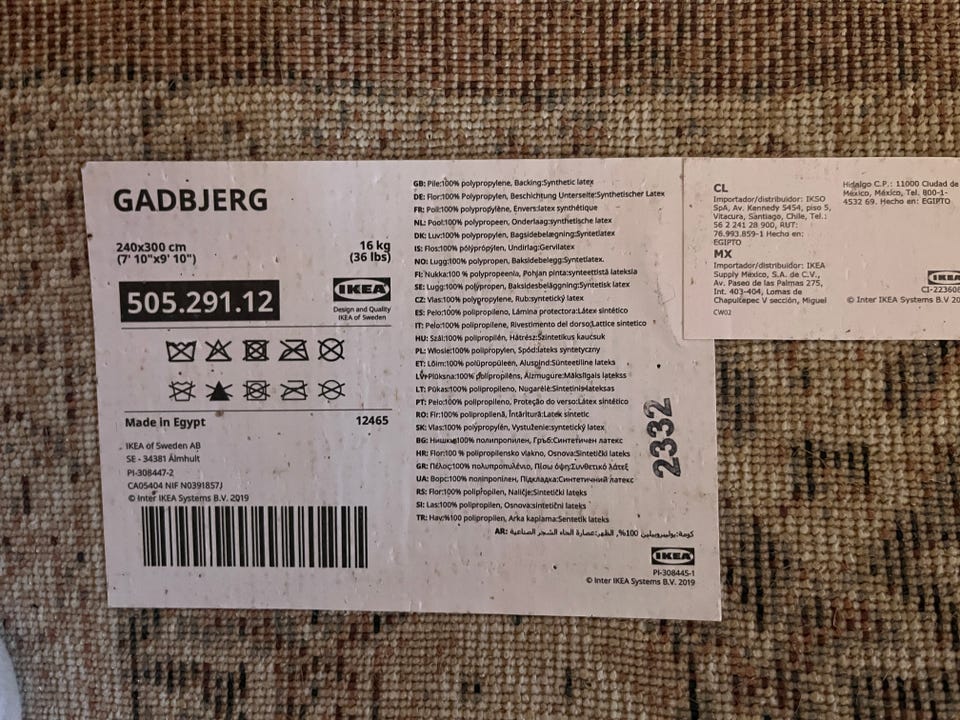 GADBJERG
240x300 cm
(7' 10"x9' 10")
16 kg
(36 lbs)
505.291.12
IKEA
Design and Quality
IKEA of Sweden
Made in Egypt
12465
IKEA of Sweden AB
SE - 34381 Älmhult
PI-308447-2
CA05404 NIF N0391857J
© Inter IKEA Systems B.V. 2019
GB: Pile:100% polypropylene, Backing:Synthetic latex
DE: Flor:100% Polypropylen, Beschichtung Unterseite:Synthetischer Latex
FR: Poil:100% polypropylène, Envers:latex synthétique
NL: Pool:100% polypropeen, Onderlaag:synthetische latex
DK: Luv:100% polypropylen, Bagsidebelægning:Syntetlatex
IS: Flos:100% pólýprópýlen, Undirlag:Gervilatex
NO: Lugg:100% polypropen, Baksidebelegg:Syntetlatex.
FI: Nukka:100 % polypropeenia, Pohjan pinta:synteettistä lateksia
SE: Lugg:100% polypropen, Baksidesbeläggning:Syntetisk latex
CZ: Vlas:100% polypropylene, Rub:syntetický latex
ES: Pelo:100% polipropileno, Lámina protectora:Látex sintético
IT: Pelo:100% polipropilene, Rivestimento del dorso:Lattice sintetico
HU: Szál:100% polipropilén, Hátrész:Szintetikus kaucsuk
PL: Włosie:100% polipropylen, Spód:lateks syntetyczny
ET: Lõim:100% polüpropüleen, Aluspind:Sünteetiline lateks
LV: Plūksna:100% polipropilēns, Aizmugure:Mākslīgais latekss
LT: Pūkas:100% polipropileno, Nugarėlė:Sintetinis lateksas
PT: Pelo:100% polipropileno, Proteção do verso:Látex sintético
RO: Fir:100% polipropilenă, Întăritură:Latex sintetic
SK: Vlas:100% polypropylén, Vystuženie:syntetický latex
BG: Нишки:100% полипропилен, Гръб:Синтетичен латекс
HR: Flor:100 % polipropilensko vlakno, Osnova:Sintetički lateks
GR: Πέλος:100% πολυπροπυλένιο, Πίσω όψη:Συνθετικό λάτεξ
UA: Ворс:100% поліпропілен, Підкладка:Синтетичний латекс
RS: Flor:100% polipropilen, Naličje:Sintetički lateks
SI: Las:100% polipropilen, Osnova:sintetični lateks
TR: Hav:%100 polipropilen, Arka kaplama:Sentetik lateks
AR: كومة:بوليبروبيلين 100%, الظهر:عصارة لحاء الشجر الصناعية
2332
IKEA
PI-308445-1
© Inter IKEA Systems B.V. 2019
CL
Importador/distribuidor: IKSO
SpA, Av. Kennedy 5454, piso 5,
Vitacura, Santiago, Chile, Tel.:
56 2 241 28 900, RUT:
76.993.859-1 Hecho en:
EGIPTO
MX
Importador/distribuidor: IKEA
Supply México, S.A. de C.V.,
Av. Paseo de las Palmas 275,
Int. 403-404, Lomas de
Chapultepec V sección, Miguel
CW02
Hidalgo C.P.: 11000 Ciudad de
México, México, Tel. 800-1-
4532 69. Hecho en: EGIPTO
IKEA
CI-223608
© Inter IKEA Systems B.V 20